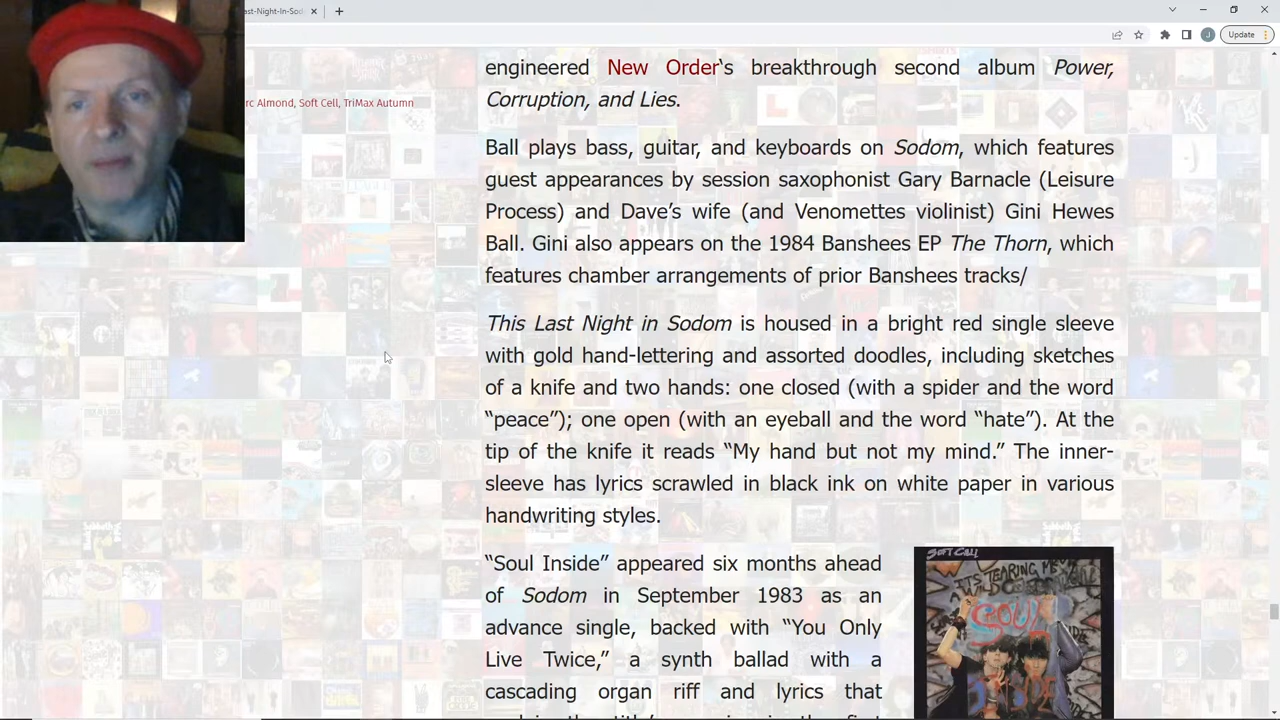 ast-Night-In-Sod
Update
engineered New Order‘s breakthrough second album Power,
Corruption, and Lies.
rc Almond, Soft Cell, TriMax Autumn
Ball plays bass, guitar, and keyboards on Sodom, which features
guest appearances by session saxophonist Gary Barnacle (Leisure
Process) and Dave’s wife (and Venomettes violinist) Gini Hewes
Ball. Gini also appears on the 1984 Banshees EP The Thorn, which
features chamber arrangements of prior Banshees tracks/
This Last Night in Sodom is housed in a bright red single sleeve
with gold hand-lettering and assorted doodles, including sketches
of a knife and two hands: one closed (with a spider and the word
“peace”); one open (with an eyeball and the word “hate”). At the
tip of the knife it reads “My hand but not my mind.” The inner-
sleeve has lyrics scrawled in black ink on white paper in various
handwriting styles.
“Soul Inside” appeared six months ahead
of Sodom in September 1983 as an
advance single, backed with “You Only
Live Twice,” a synth ballad with a
cascading organ riff and lyrics that
SOFT CELL
IT'S TEARING ME
SOUL